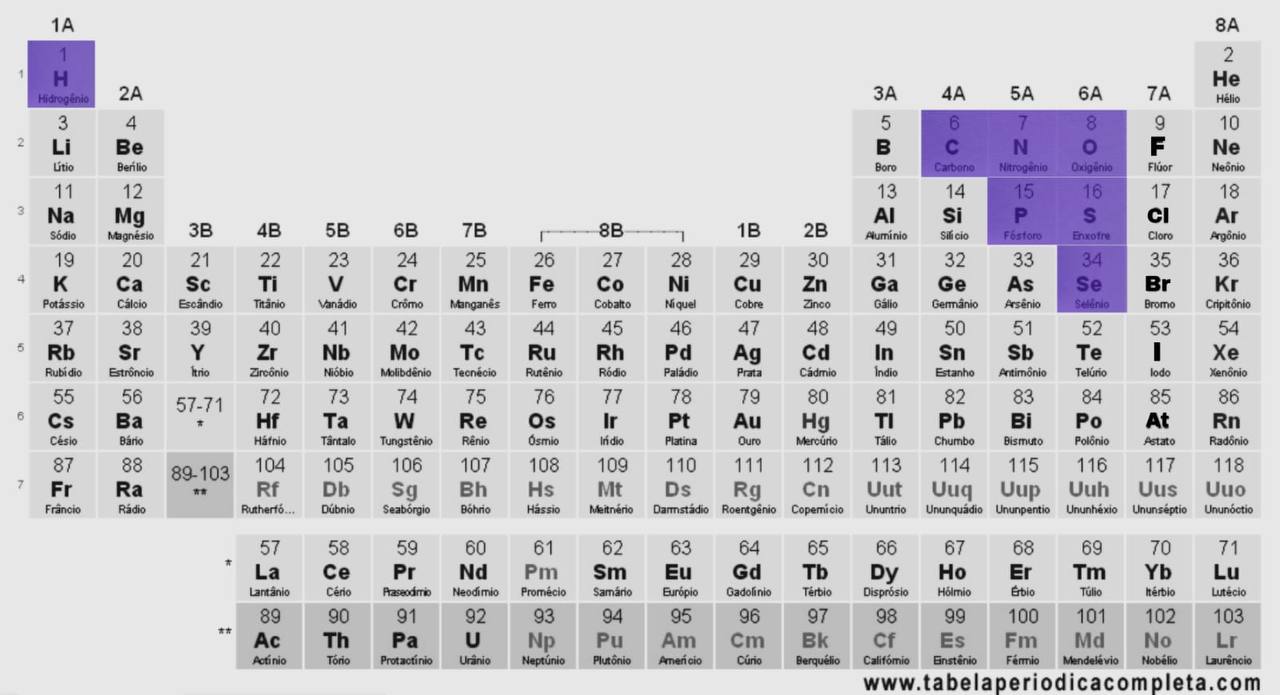 1A 8A
1 1 2
H He
Hidrogênio 2A 3A 4A 5A 6A 7A Hélio
2 3 4 5 6 7 8 9 10
Li Be B C N O F Ne
Lítio Berílio Boro Carbono Nitrogênio Oxigênio Flúor Neônio
3 11 12 13 14 15 16 17 18
Na Mg Al Si P S Cl Ar
Sódio Magnésio 3B 4B 5B 6B 7B 8B 1B 2B Alumínio Silício Fósforo Enxofre Cloro Argônio
4 19 20 21 22 23 24 25 26 27 28 29 30 31 32 33 34 35 36
K Ca Sc Ti V Cr Mn Fe Co Ni Cu Zn Ga Ge As Se Br Kr
Potássio Cálcio Escândio Titânio Vanádio Crômo Manganês Ferro Cobalto Níquel Cobre Zinco Gálio Germânio Arsênio Selênio Bromo Criptônio
5 37 38 39 40 41 42 43 44 45 46 47 48 49 50 51 52 53 54
Rb Sr Y Zr Nb Mo Tc Ru Rh Pd Ag Cd In Sn Sb Te I Xe
Rubídio Estrôncio Ítrio Zircônio Nióbio Molibdênio Tecnécio Rutênio Ródio Paládio Prata Cádmio Índio Estanho Antimônio Telúrio Iodo Xenônio
6 55 56 57-71 72 73 74 75 76 77 78 79 80 81 82 83 84 85 86
Cs Ba * Hf Ta W Re Os Ir Pt Au Hg Tl Pb Bi Po At Rn
Césio Bário Háfnio Tântalo Tungstênio Rênio Ósmio Irídio Platina Ouro Mercúrio Tálio Chumbo Bismuto Polônio Astato Radônio
7 87 88 89-103 104 105 106 107 108 109 110 111 112 113 114 115 116 117 118
Fr Ra ** Rf Db Sg Bh Hs Mt Ds Rg Cn Uut Uuq Uup Uuh Uus Uuo
Frâncio Rádio Rutherfó... Dúbnio Seabórgio Bóhrio Hássio Meitnério Darmstádio Roentgênio Copernício Ununtrio Ununquádio Ununpentio Ununhéxio Ununséptio Ununóctio
* 57 58 59 60 61 62 63 64 65 66 67 68 69 70 71
La Ce Pr Nd Pm Sm Eu Gd Tb Dy Ho Er Tm Yb Lu
Lantânio Cério Praseodímio Neodímio Promécio Samário Európio Gadolínio Térbio Disprósio Hólmio Érbio Túlio Itérbio Lutécio
** 89 90 91 92 93 94 95 96 97 98 99 100 101 102 103
Ac Th Pa U Np Pu Am Cm Bk Cf Es Fm Md No Lr
Actínio Tório Protactínio Urânio Neptúnio Plutônio Amerício Cúrio Berquélio Califórnio Einstênio Férmio Mendelévio Nobélio Laurêncio
www.tabelaperiodicacompleta.com